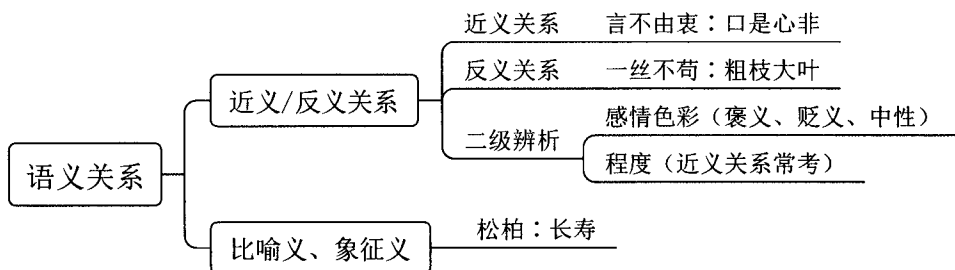 语义关系
近义/反义关系
近义关系 言不由衷：口是心非
反义关系 一丝不苟：粗枝大叶
二级辨析
感情色彩（褒义、贬义、中性）
程度（近义关系常考）
比喻义、象征义
松柏：长寿